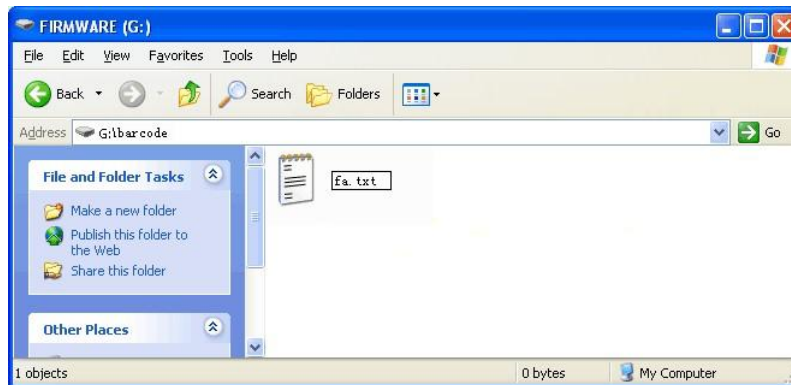 FIRMWARE (G:)
File Edit View Favorites Tools Help
Back Search Folders
Address G:\barcode Go
File and Folder Tasks
fa.txt
Make a new folder
Publish this folder to
the Web
Share this folder
Other Places
1 objects 0 bytes My Computer